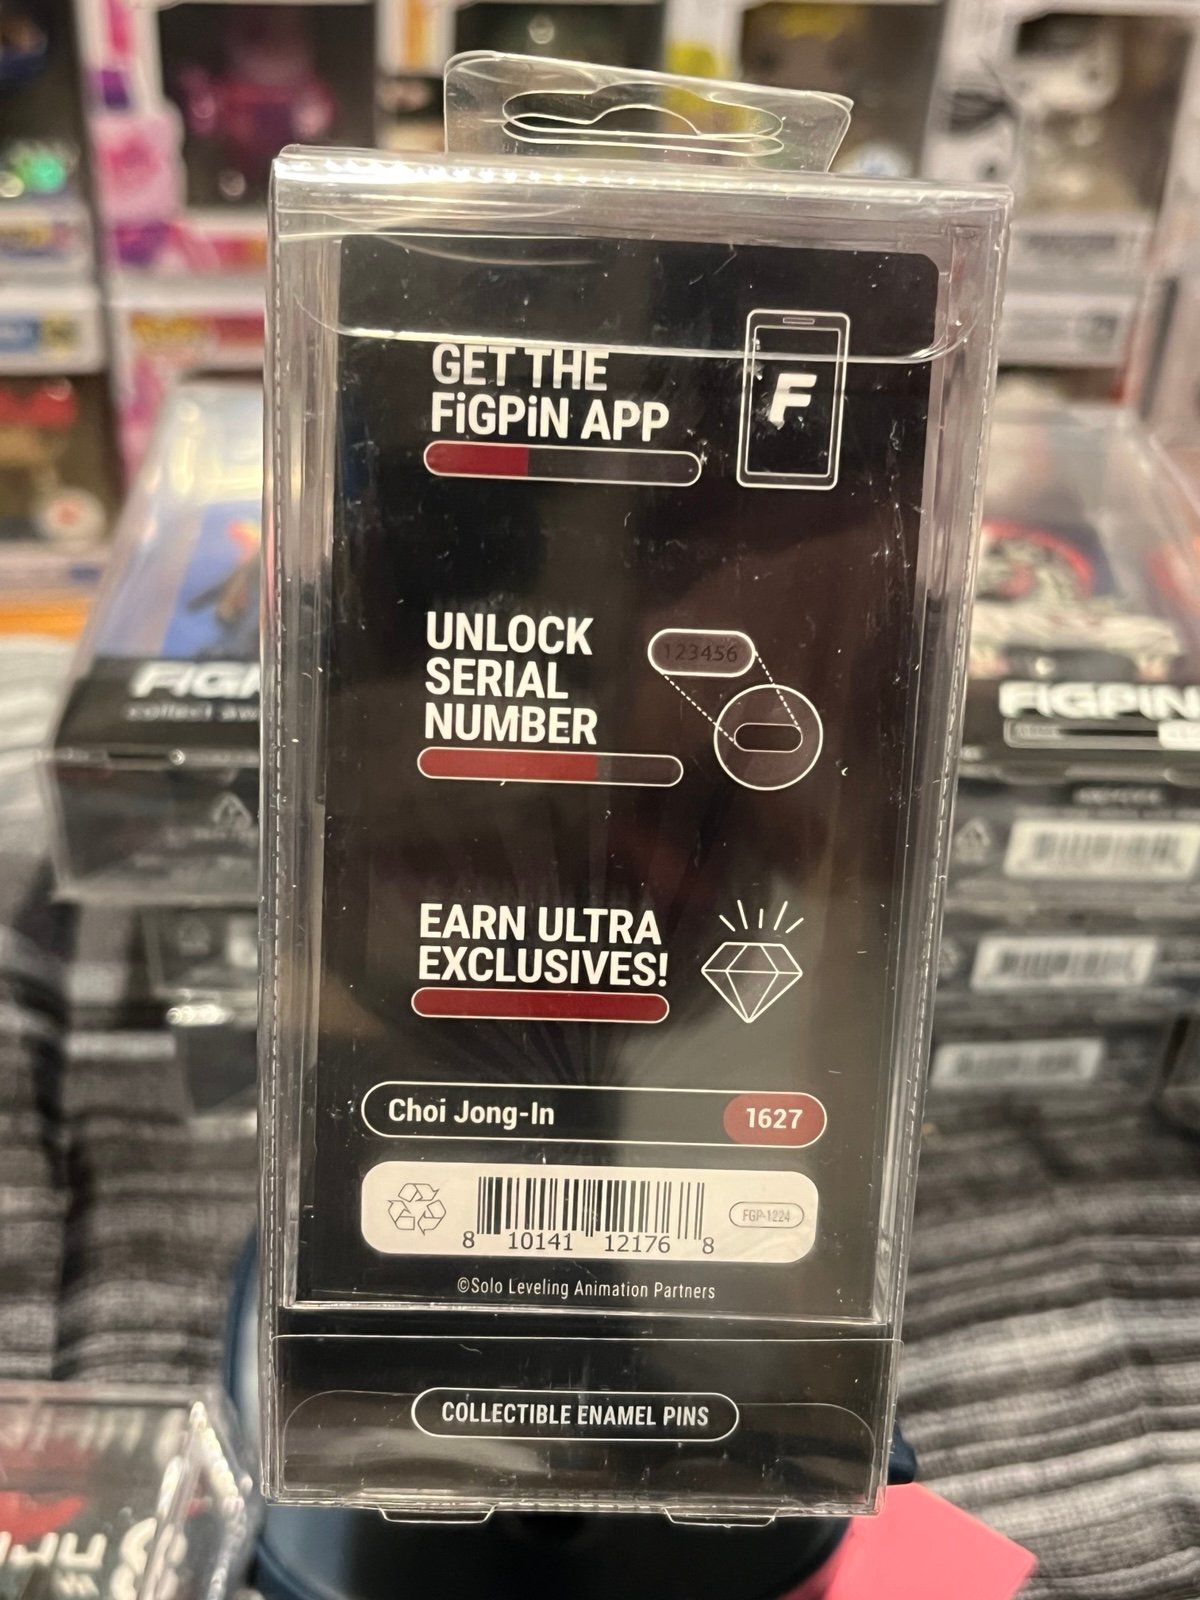 GET THE
FiGPiN APP
F
UNLOCK
SERIAL
NUMBER
123456
EARN ULTRA
EXCLUSIVES!
Choi Jong-In 1627
8 10141 12176 8
FGP-1224
©Solo Leveling Animation Partners
COLLECTIBLE ENAMEL PINS
FiGPiN
collect